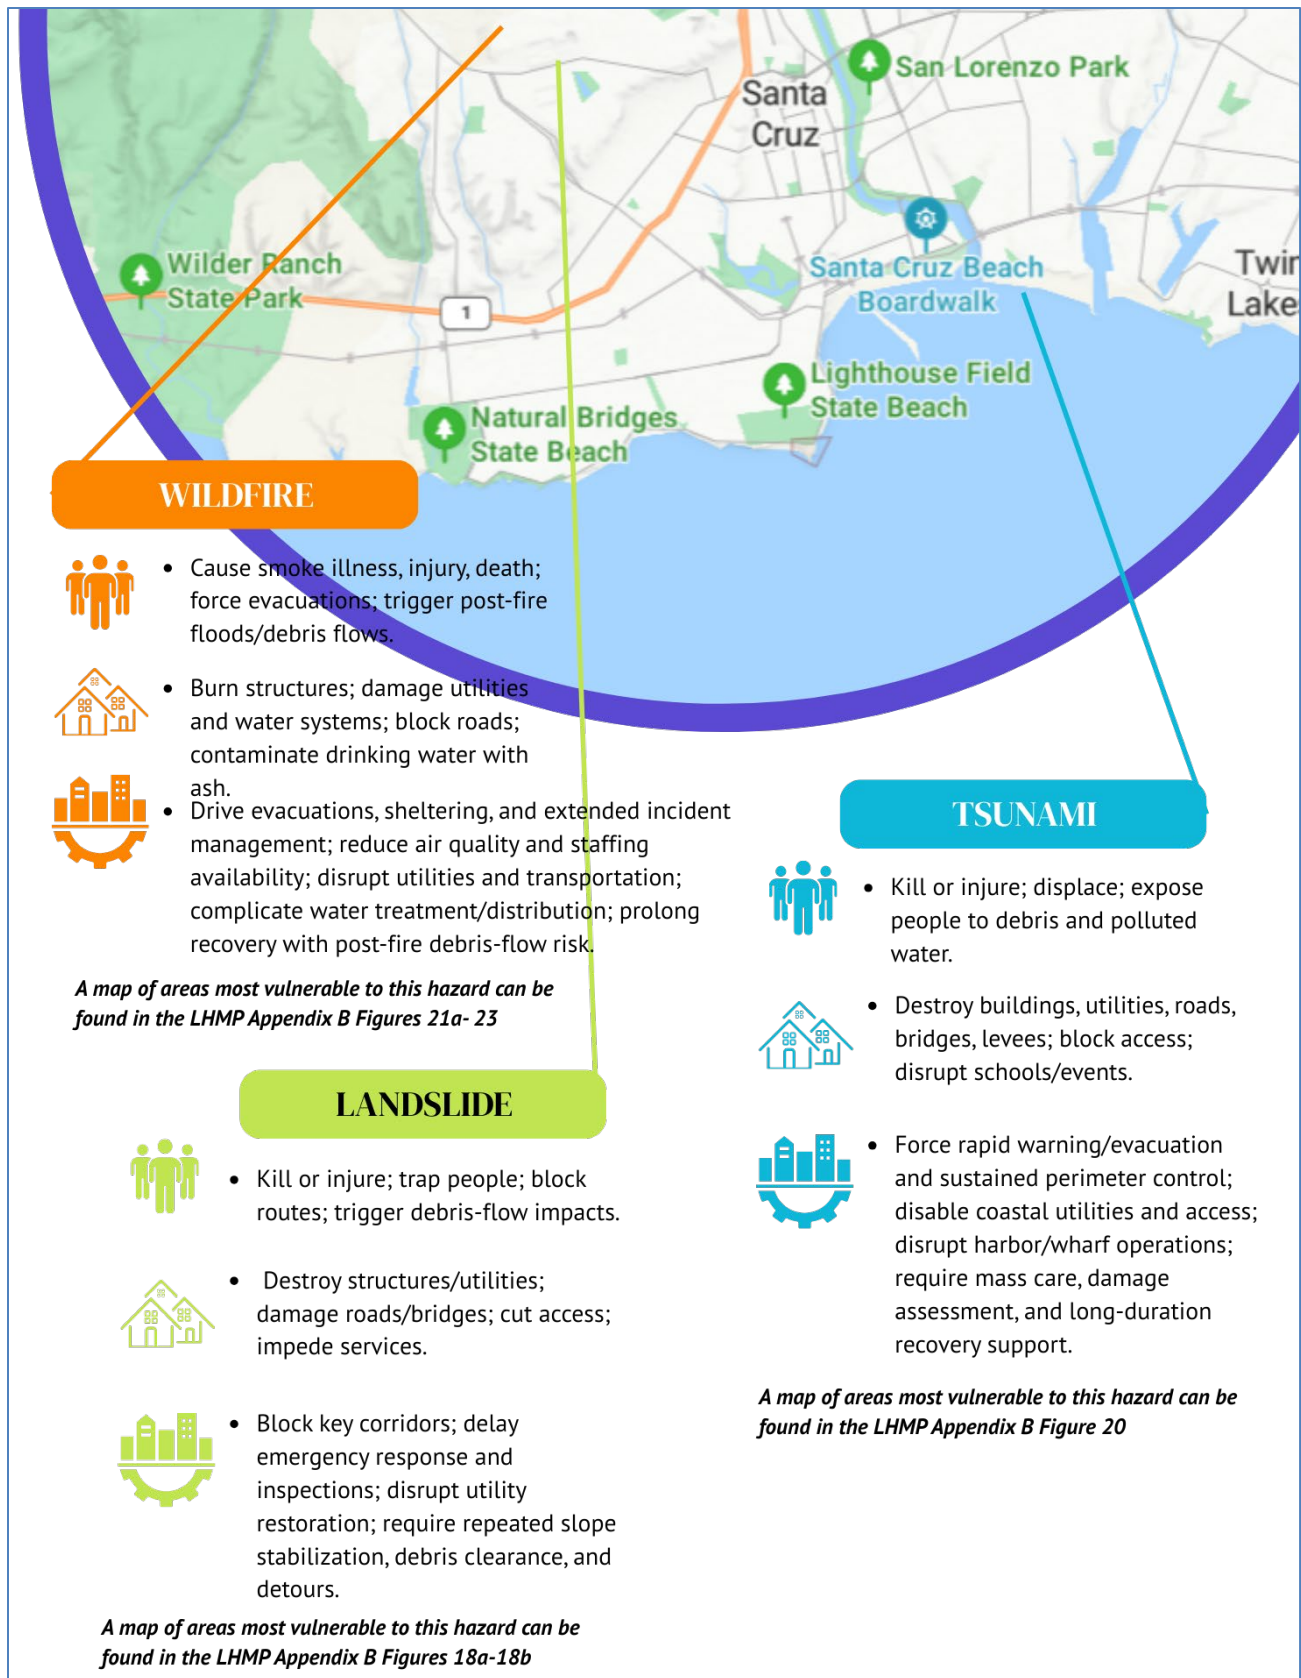 San Lorenzo Park
Santa
Cruz
Wilder Ranch
State Park
Santa Cruz Beach
Boardwalk
Twin
Lake
1
Lighthouse Field
State Beach
Natural Bridges
State Beach
WILDFIRE
• Cause smoke illness, injury, death;
force evacuations; trigger post-fire
floods/debris flows.
• Burn structures; damage utilities
and water systems; block roads;
contaminate drinking water with
ash.
• Drive evacuations, sheltering, and extended incident
management; reduce air quality and staffing
availability; disrupt utilities and transportation;
complicate water treatment/distribution; prolong
recovery with post-fire debris-flow risk.
A map of areas most vulnerable to this hazard can be
found in the LHMP Appendix B Figures 21a- 23
LANDSLIDE
• Kill or injure; trap people; block
routes; trigger debris-flow impacts.
• Destroy structures/utilities;
damage roads/bridges; cut access;
impede services.
• Block key corridors; delay
emergency response and
inspections; disrupt utility
restoration; require repeated slope
stabilization, debris clearance, and
detours.
A map of areas most vulnerable to this hazard can be
found in the LHMP Appendix B Figures 18a-18b
TSUNAMI
• Kill or injure; displace; expose
people to debris and polluted
water.
• Destroy buildings, utilities, roads,
bridges, levees; block access;
disrupt schools/events.
• Force rapid warning/evacuation
and sustained perimeter control;
disable coastal utilities and access;
disrupt harbor/wharf operations;
require mass care, damage
assessment, and long-duration
recovery support.
A map of areas most vulnerable to this hazard can be
found in the LHMP Appendix B Figure 20